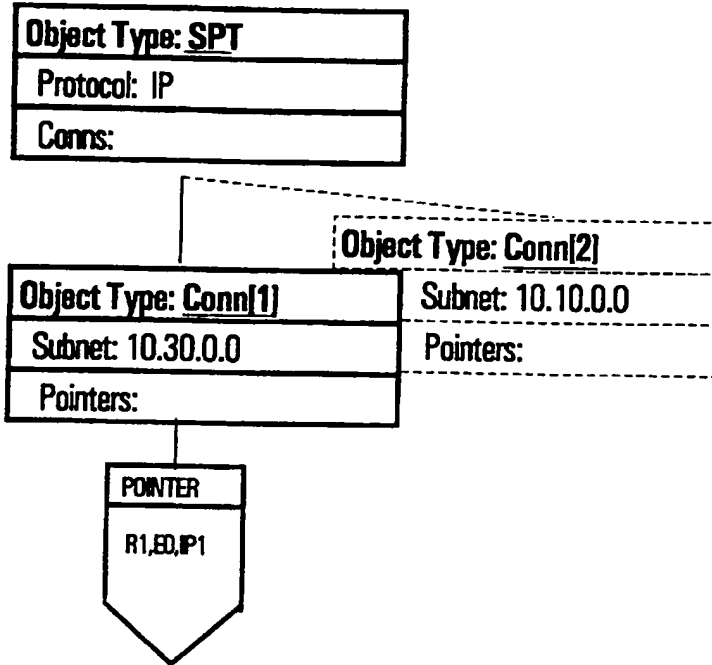 Object Type: SPT
Protocol: IP
Conns:
Object Type: Conn[2]
Subnet: 10.10.0.0
Pointers:
Object Type: Conn[1]
Subnet: 10.30.0.0
Pointers:
POINTER
R1,E0,IP1